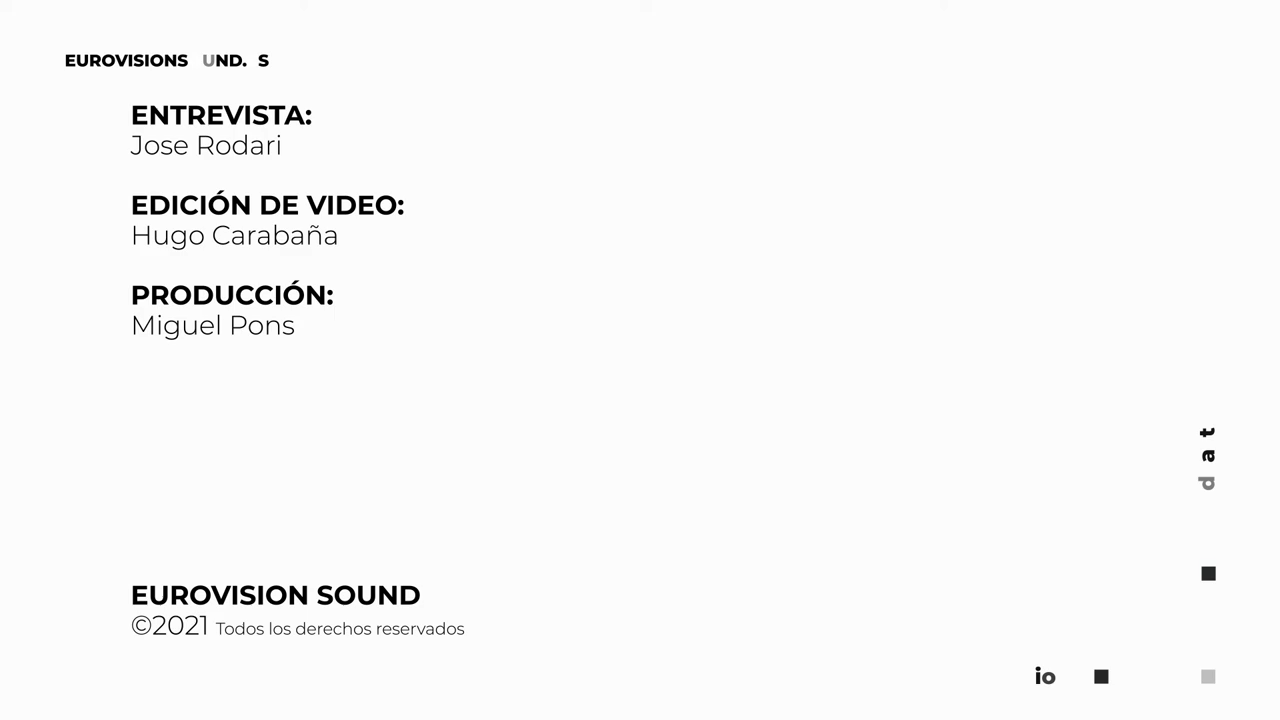 EUROVISIONS UND. S
ENTREVISTA:
Jose Rodari
EDICIÓN DE VIDEO:
Hugo Carabaña
PRODUCCIÓN:
Miguel Pons
dat
EUROVISION SOUND
©2021 Todos los derechos reservados
io